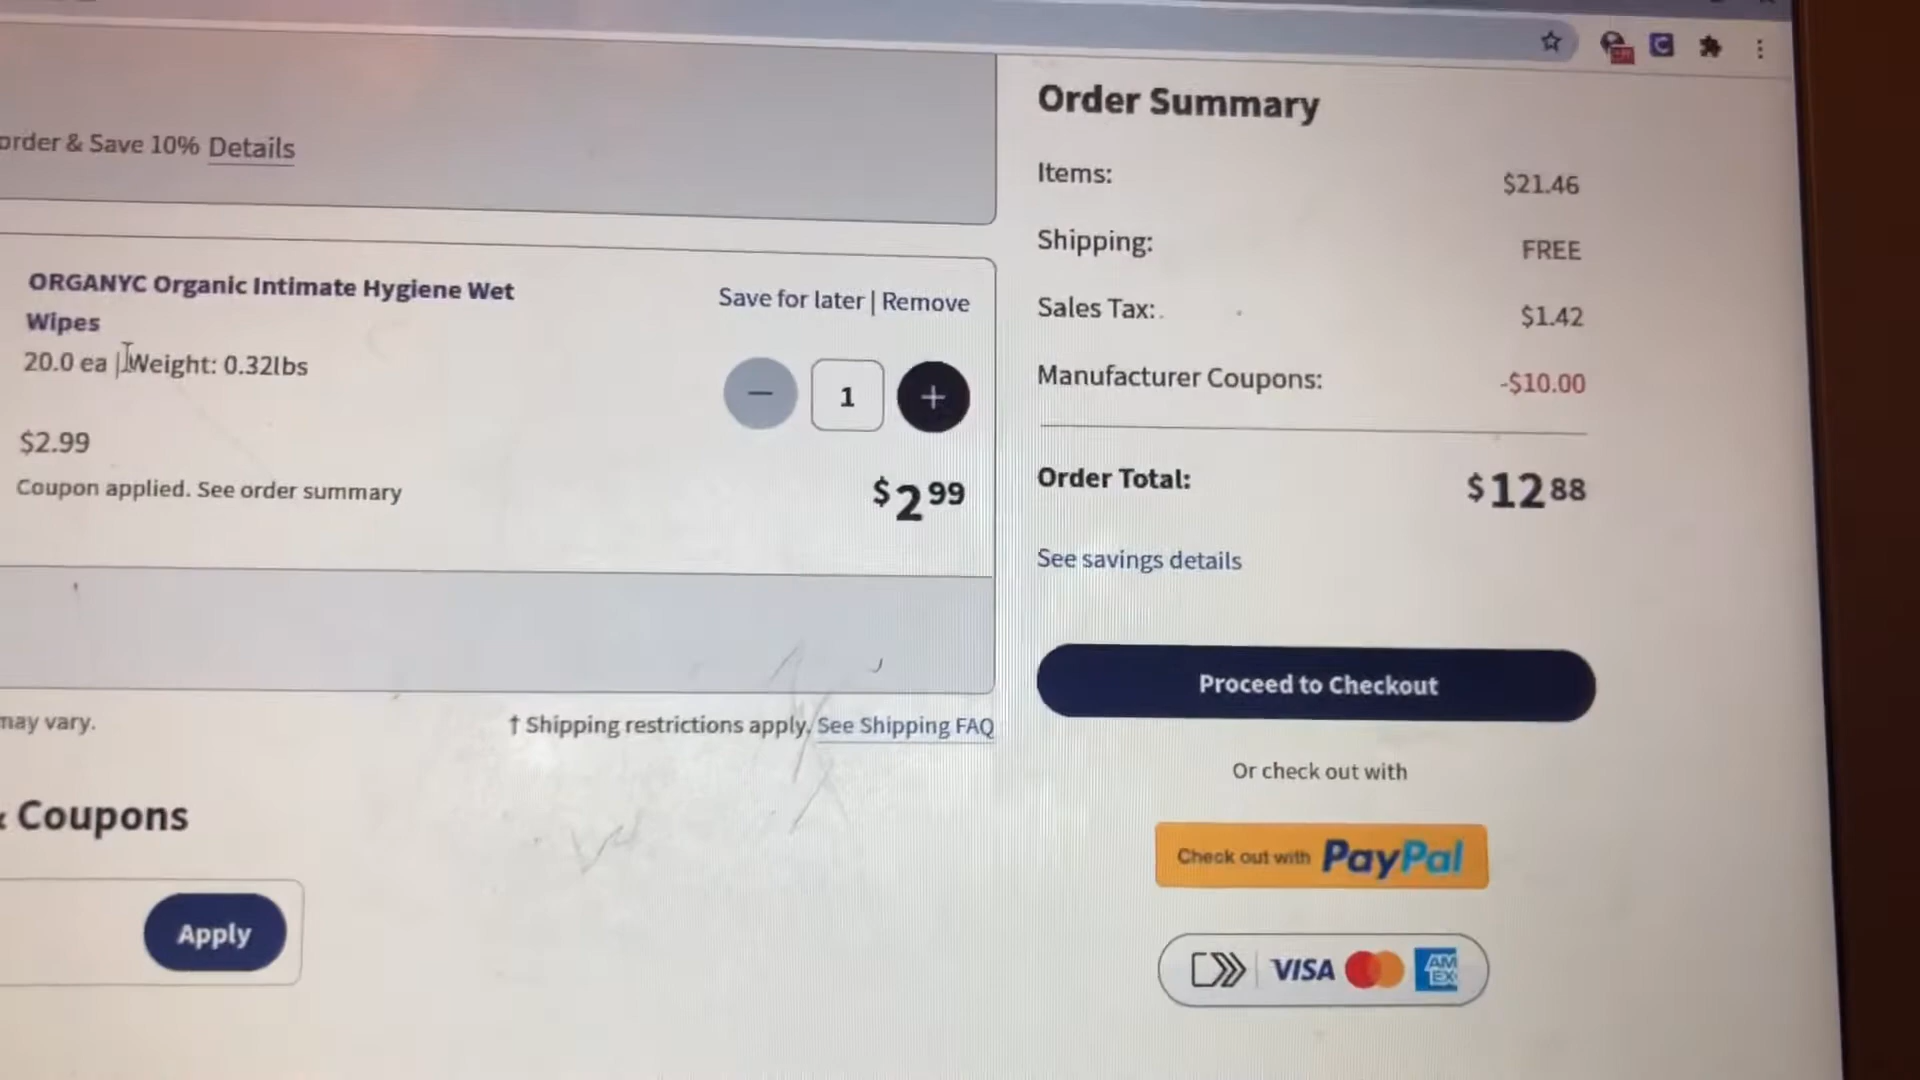 order & Save 10% Details
ORGANYC Organic Intimate Hygiene Wet
Wipes
20.0 ea | Weight: 0.32lbs
$2.99
Coupon applied. See order summary
Save for later | Remove
1
$2 99
may vary.
† Shipping restrictions apply. See Shipping FAQ
Coupons
Apply
Order Summary
Items: $21.46
Shipping: FREE
Sales Tax: $1.42
Manufacturer Coupons: -$10.00
Order Total: $12 88
See savings details
Proceed to Checkout
Or check out with
Check out with PayPal
VISA AM EX